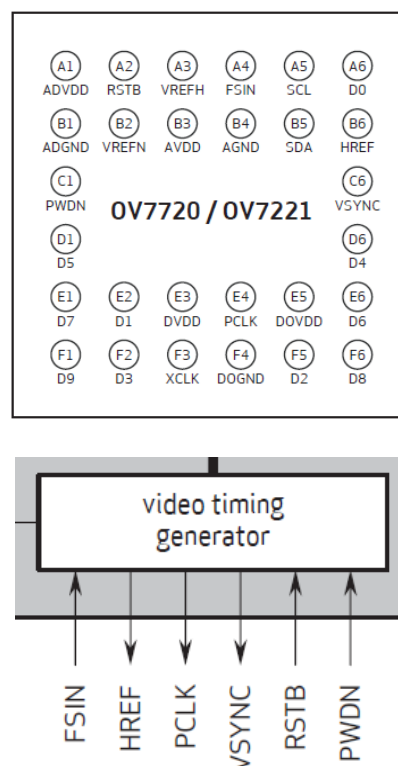 A1 A2 A3 A4 A5 A6
ADVDD RSTB VREFH FSIN SCL D0
B1 B2 B3 B4 B5 B6
ADGND VREFN AVDD AGND SDA HREF
C1 C6
PWDN VSYNC
OV7720 / OV7221
D1 D6
D5 D4
E1 E2 E3 E4 E5 E6
D7 D1 DVDD PCLK DOVDD D6
F1 F2 F3 F4 F5 F6
D9 D3 XCLK DOGND D2 D8
video timing
generator
FSIN
HREF
PCLK
VSYNC
RSTB
PWDN